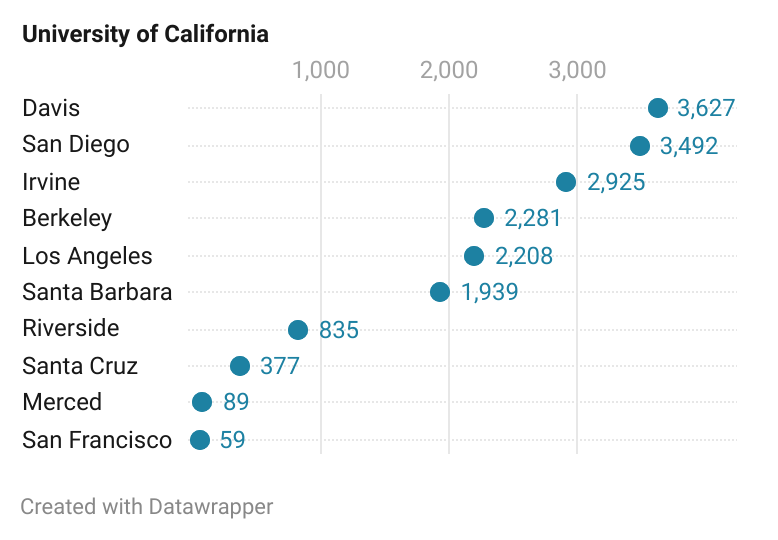 University of California
1,000 2,000 3,000
Davis 3,627
San Diego 3,492
Irvine 2,925
Berkeley 2,281
Los Angeles 2,208
Santa Barbara 1,939
Riverside 835
Santa Cruz 377
Merced 89
San Francisco 59
Created with Datawrapper